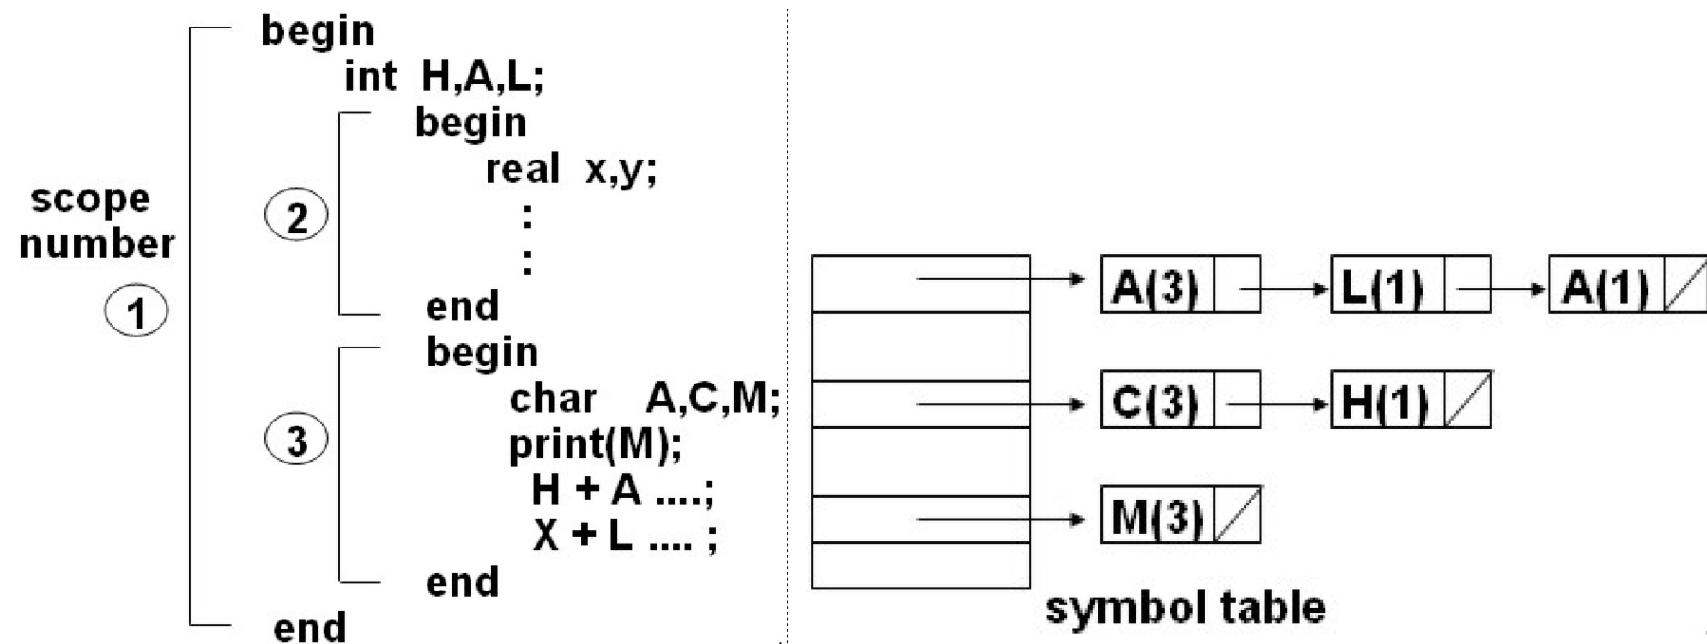 begin
int H,A,L;
begin
real x,y;
:
:
end
scope
number
1
2
begin
char A,C,M;
print(M);
H + A ....;
X + L .... ;
3
end
end
A(3) L(1) A(1)
C(3) H(1)
M(3)
symbol table